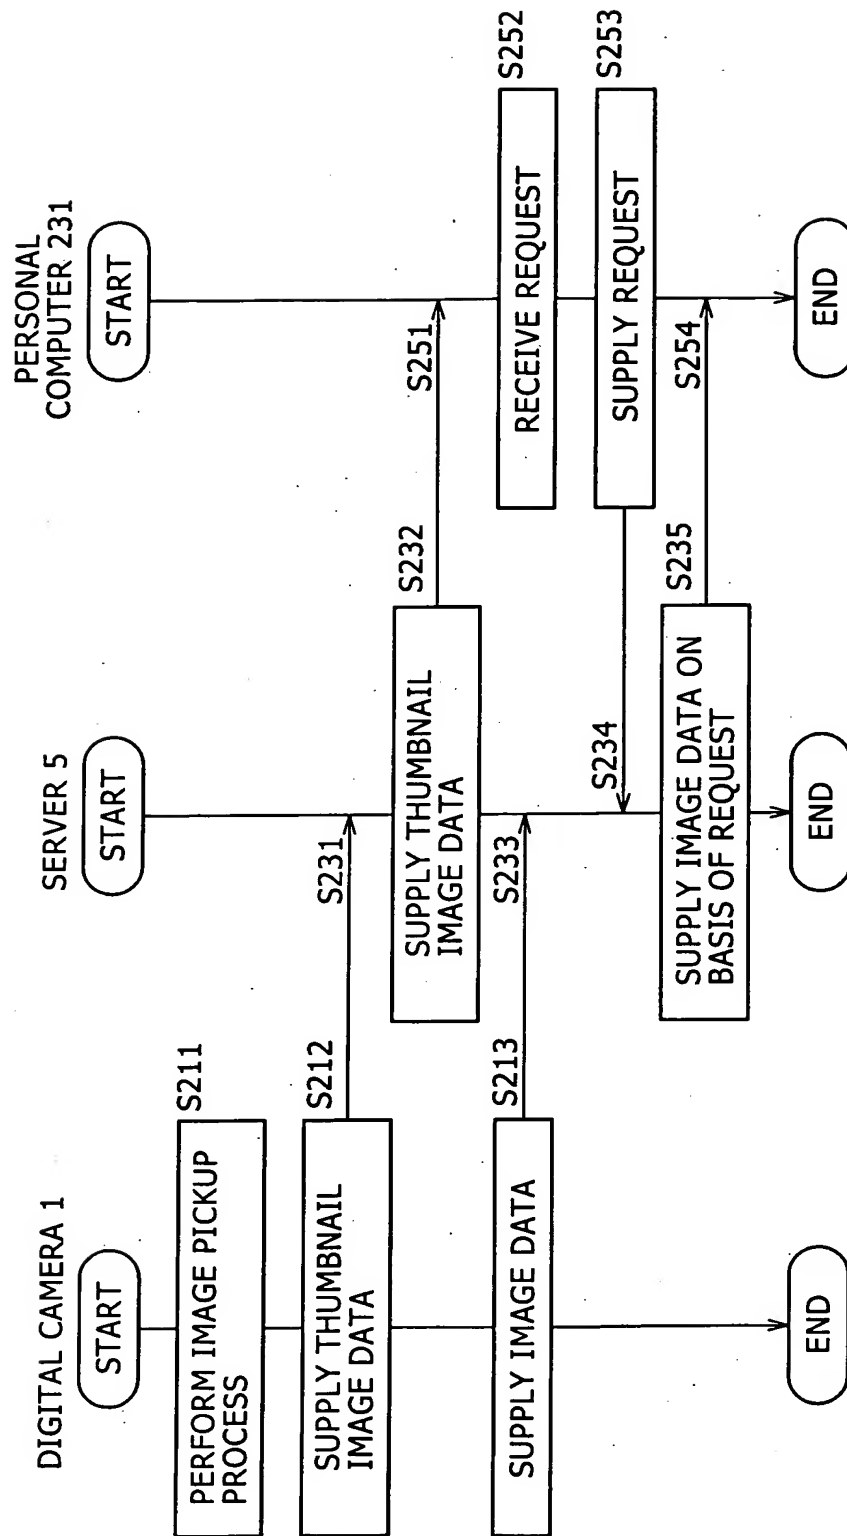 DIGITAL CAMERA 1
START
PERFORM IMAGE PICKUP
PROCESS
S211
SUPPLY THUMBNAIL
IMAGE DATA
S212
SUPPLY IMAGE DATA
S213
END
SERVER 5
START
S231
SUPPLY THUMBNAIL
IMAGE DATA
S232
S233
S234
SUPPLY IMAGE DATA ON
BASIS OF REQUEST
S235
END
PERSONAL
COMPUTER 231
START
S251
RECEIVE REQUEST
S252
SUPPLY REQUEST
S253
S254
END